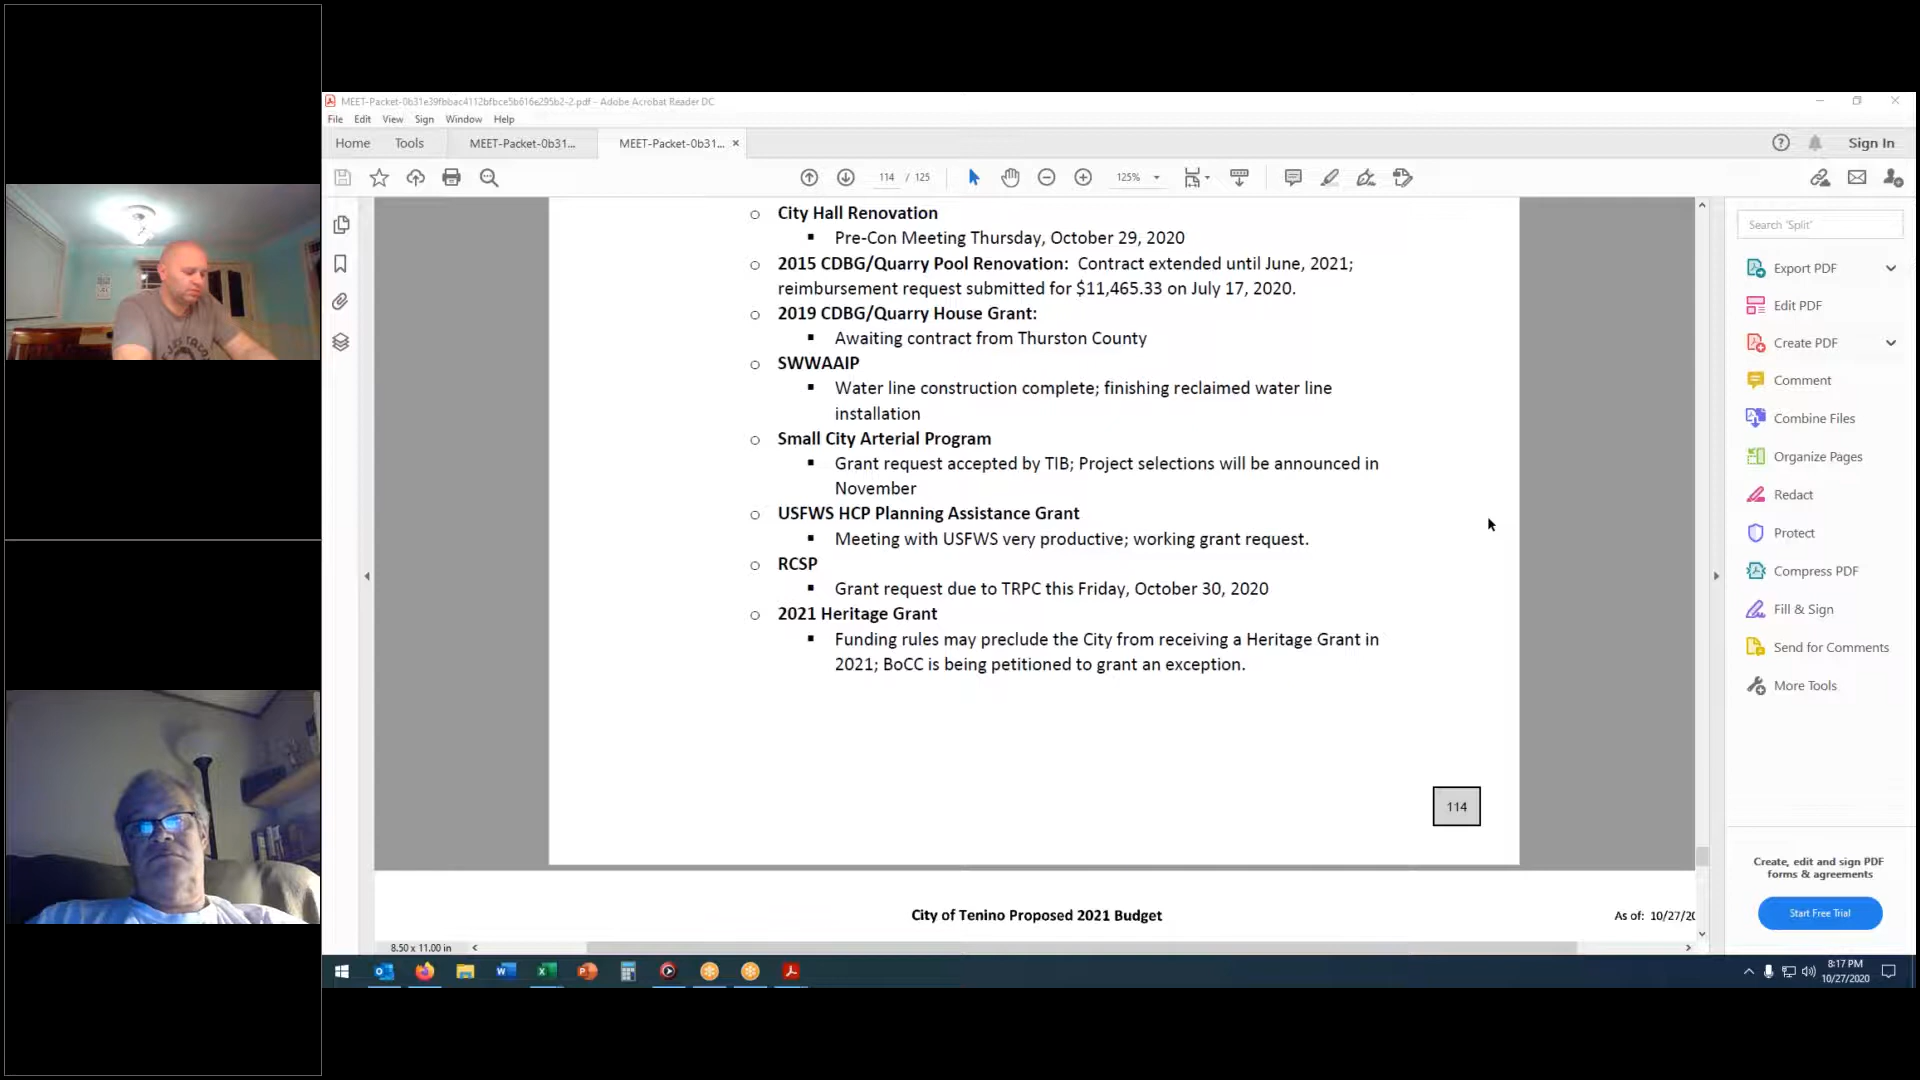 MEET-Packet-0b31e39fbbac4112bfbce5b616e295b2-2.pdf - Adobe Acrobat Reader DC
File Edit View Sign Window Help
Home Tools MEET-Packet-0b31... MEET-Packet-0b31... × Sign In
114 / 125 125%
City Hall Renovation
Pre-Con Meeting Thursday, October 29, 2020
2015 CDBG/Quarry Pool Renovation: Contract extended until June, 2021;
reimbursement request submitted for $11,465.33 on July 17, 2020.
2019 CDBG/Quarry House Grant:
Awaiting contract from Thurston County
SWWAAIP
Water line construction complete; finishing reclaimed water line
installation
Small City Arterial Program
Grant request accepted by TIB; Project selections will be announced in
November
USFWS HCP Planning Assistance Grant
Meeting with USFWS very productive; working grant request.
RCSP
Grant request due to TRPC this Friday, October 30, 2020
2021 Heritage Grant
Funding rules may preclude the City from receiving a Heritage Grant in
2021; BoCC is being petitioned to grant an exception.
114
City of Tenino Proposed 2021 Budget
As of: 10/27/20
8.50 x 11.00 in
Search 'Split'
Export PDF
Edit PDF
Create PDF
Comment
Combine Files
Organize Pages
Redact
Protect
Compress PDF
Fill & Sign
Send for Comments
More Tools
Create, edit and sign PDF
forms & agreements
Start Free Trial
8:17 PM
10/27/2020